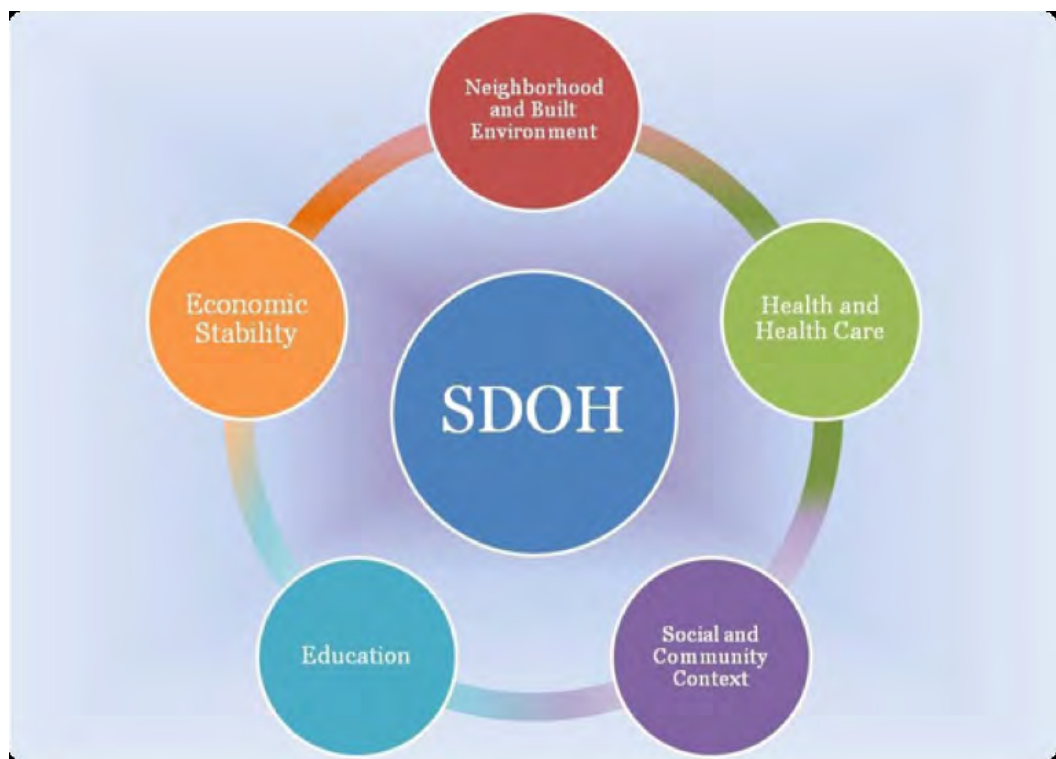 Neighborhood
and Built
Environment
Economic
Stability
Health and
Health Care
SDOH
Education
Social and
Community
Context